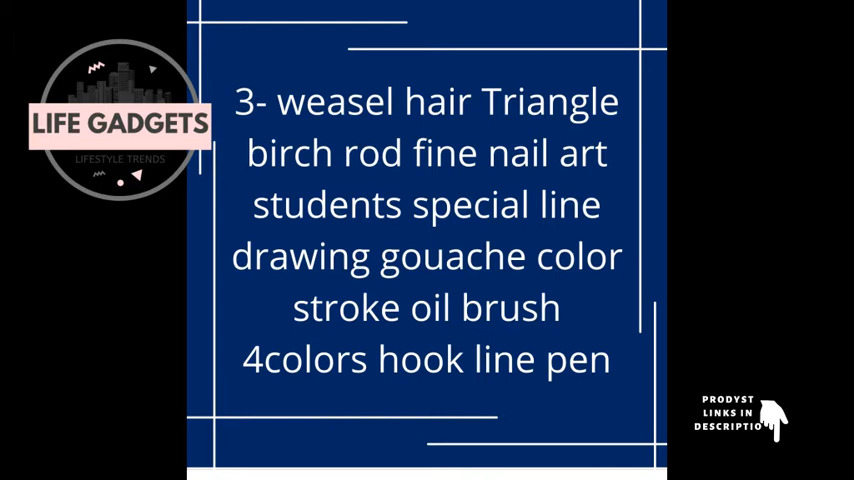 LIFE GADGETS
LIFESTYLE TRENDS
3- weasel hair Triangle
birch rod fine nail art
students special line
drawing gouache color
stroke oil brush
4colors hook line pen
PRODYST
LINKS IN
DESCRIPTIO